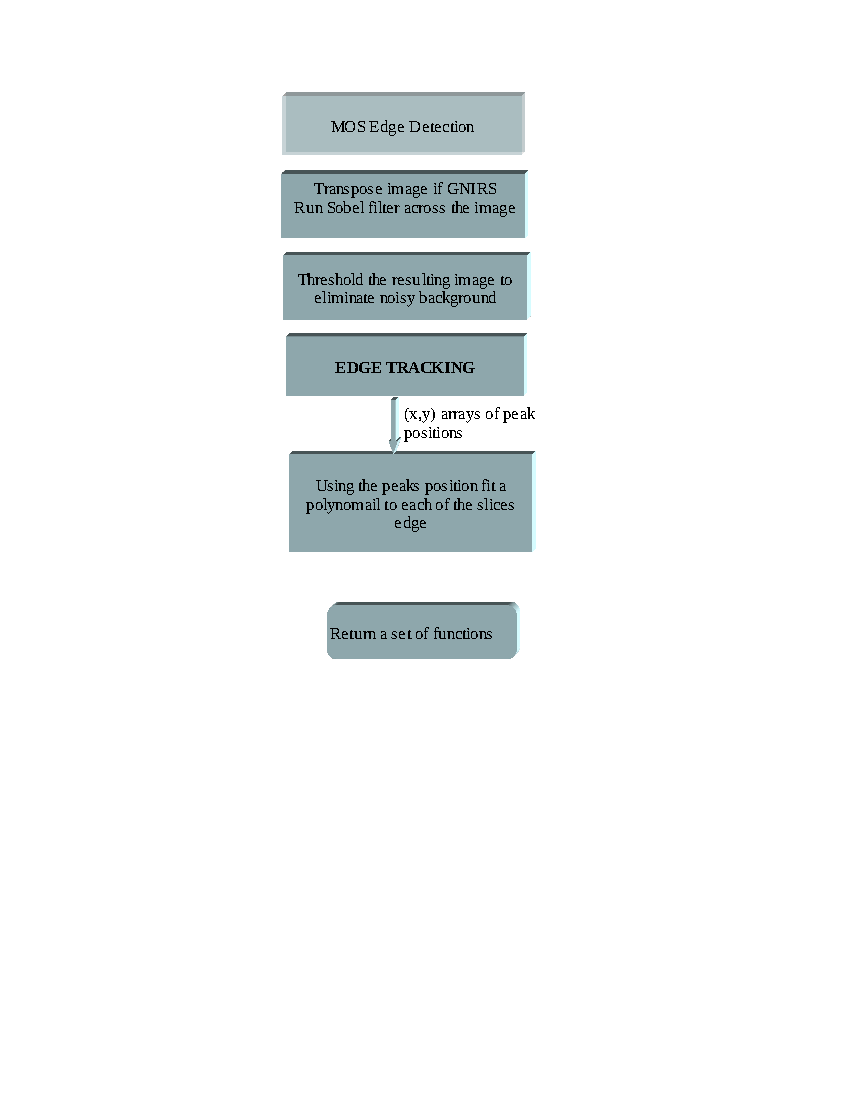 MOS Edge Detection
Transpose image if GNIRS
Run Sobel filter across the image
Threshold the resulting image to
eliminate noisy background
EDGE TRACKING
(x,y) arrays of peak
positions
Using the peaks position fit a
polynomail to each of the slices
edge
Return a set of functions